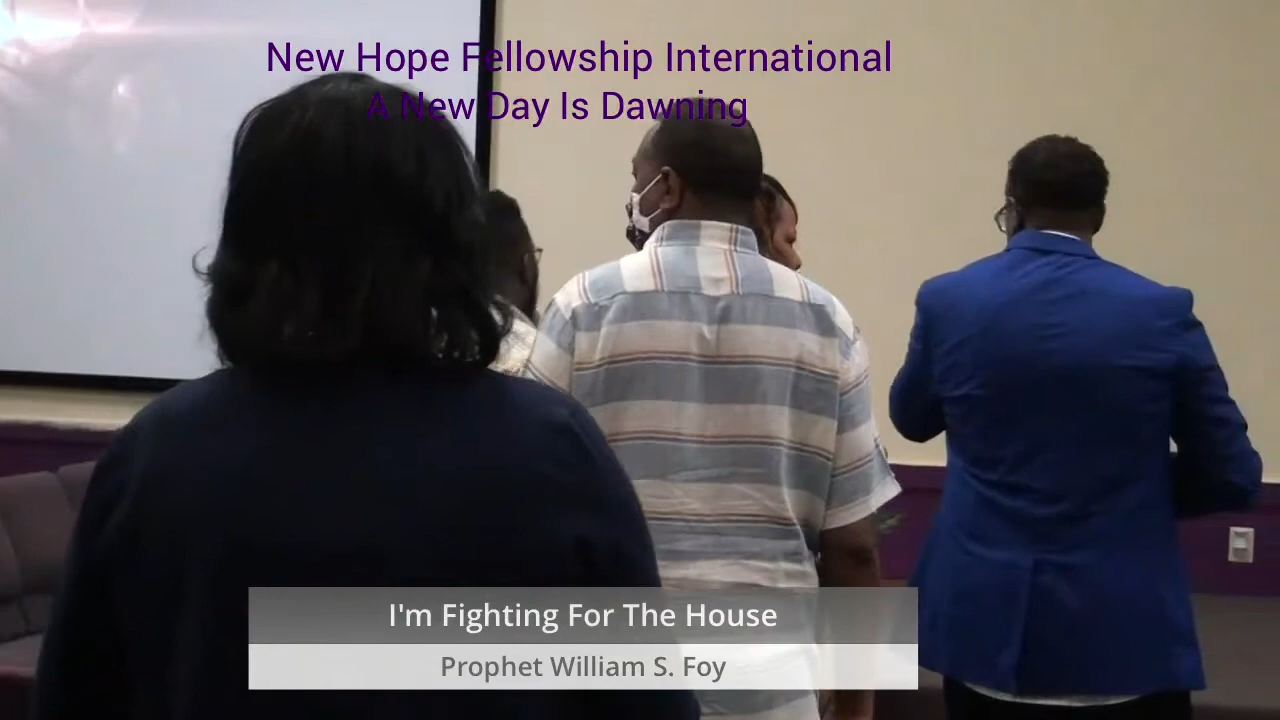 New Hope Fellowship International
A New Day Is Dawning
I'm Fighting For The House
Prophet William S. Foy